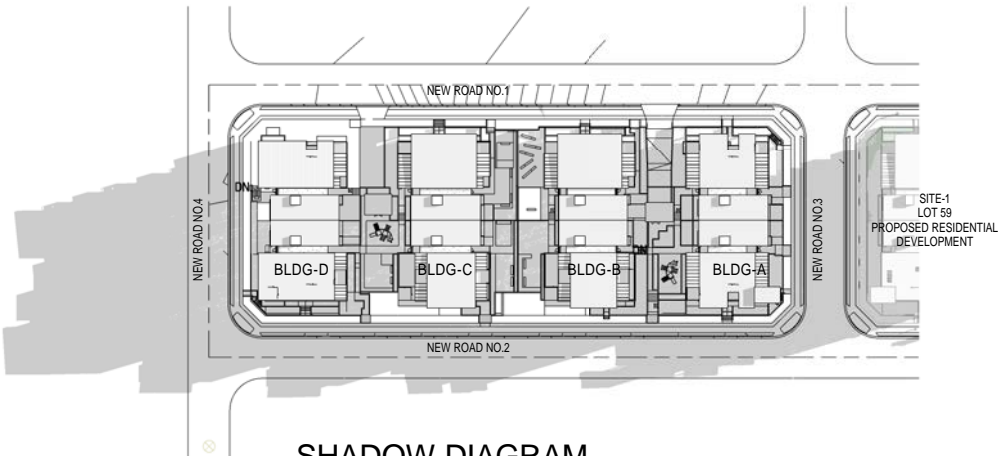 NEW ROAD NO.1
DN
NEW ROAD NO.4
NEW ROAD NO.3
SITE-1
LOT 59
PROPOSED RESIDENTIAL
DEVELOPMENT
DN
BLDG-D
BLDG-C
BLDG-B
BLDG-A
NEW ROAD NO.2
SHADOW DIAGRAM